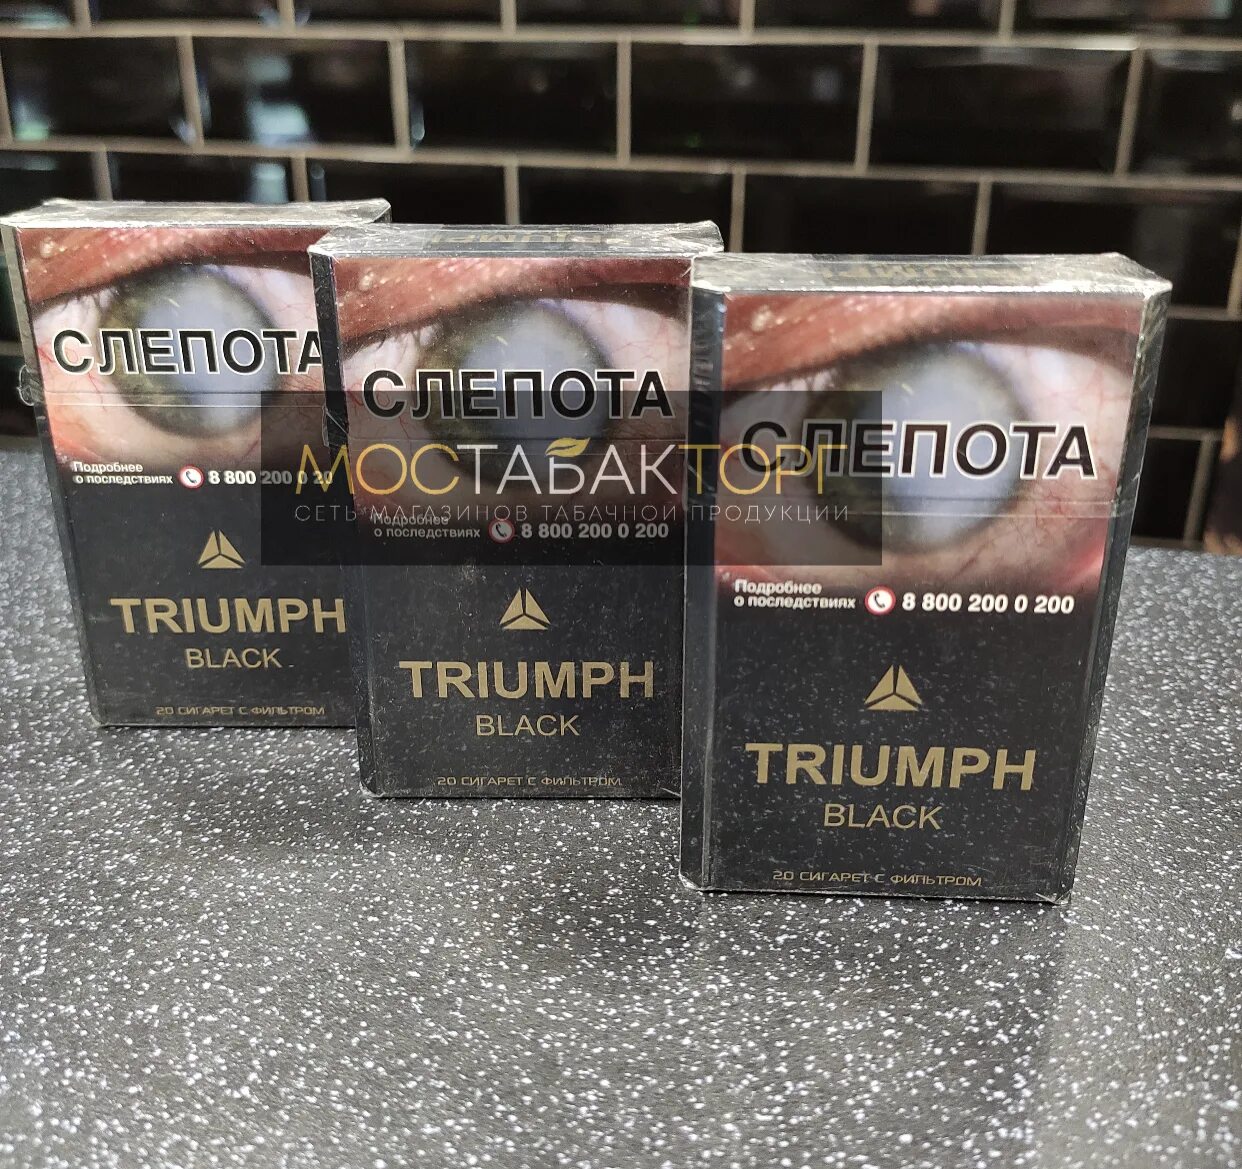 СЛЕПОТА
Подробнее
о последствиях 8 800 200 0 20
TRIUMPH
BLACK
20 СИГАРЕТ С ФИЛЬТРОМ
СЛЕПОТА
Подробнее
о последствиях 8 800 200 0 200
TRIUMPH
BLACK
20 СИГАРЕТ С ФИЛЬТРОМ
СЛЕПОТА
Подробнее
о последствиях 8 800 200 0 200
TRIUMPH
BLACK
20 СИГАРЕТ С ФИЛЬТРОМ
МОСТАБАКТОРГ
СЕТЬ МАГАЗИНОВ ТАБАЧНОЙ ПРОДУКЦИИ